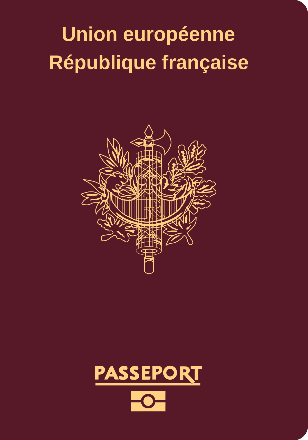 Union européenne
République française
PASSEPORT